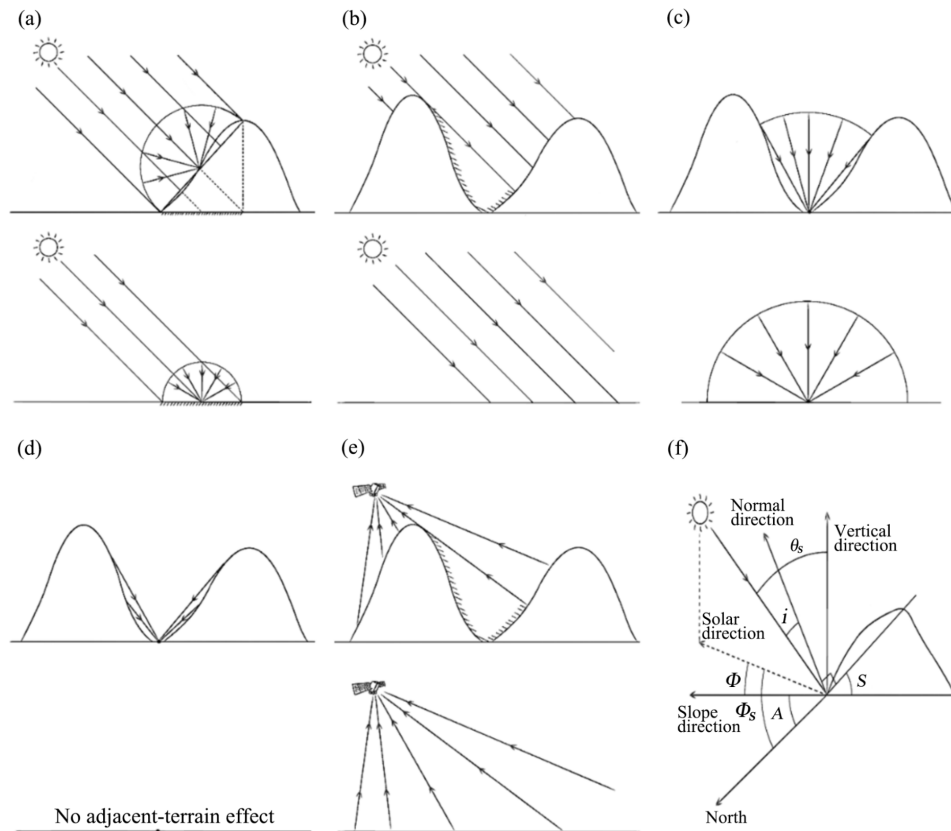 (a)
(b)
(c)
(d)
(e)
(f)
No adjacent-terrain effect
Normal
direction
Vertical
direction
θs
i
Solar
direction
Φ
S
Slope
direction
Φs
A
North